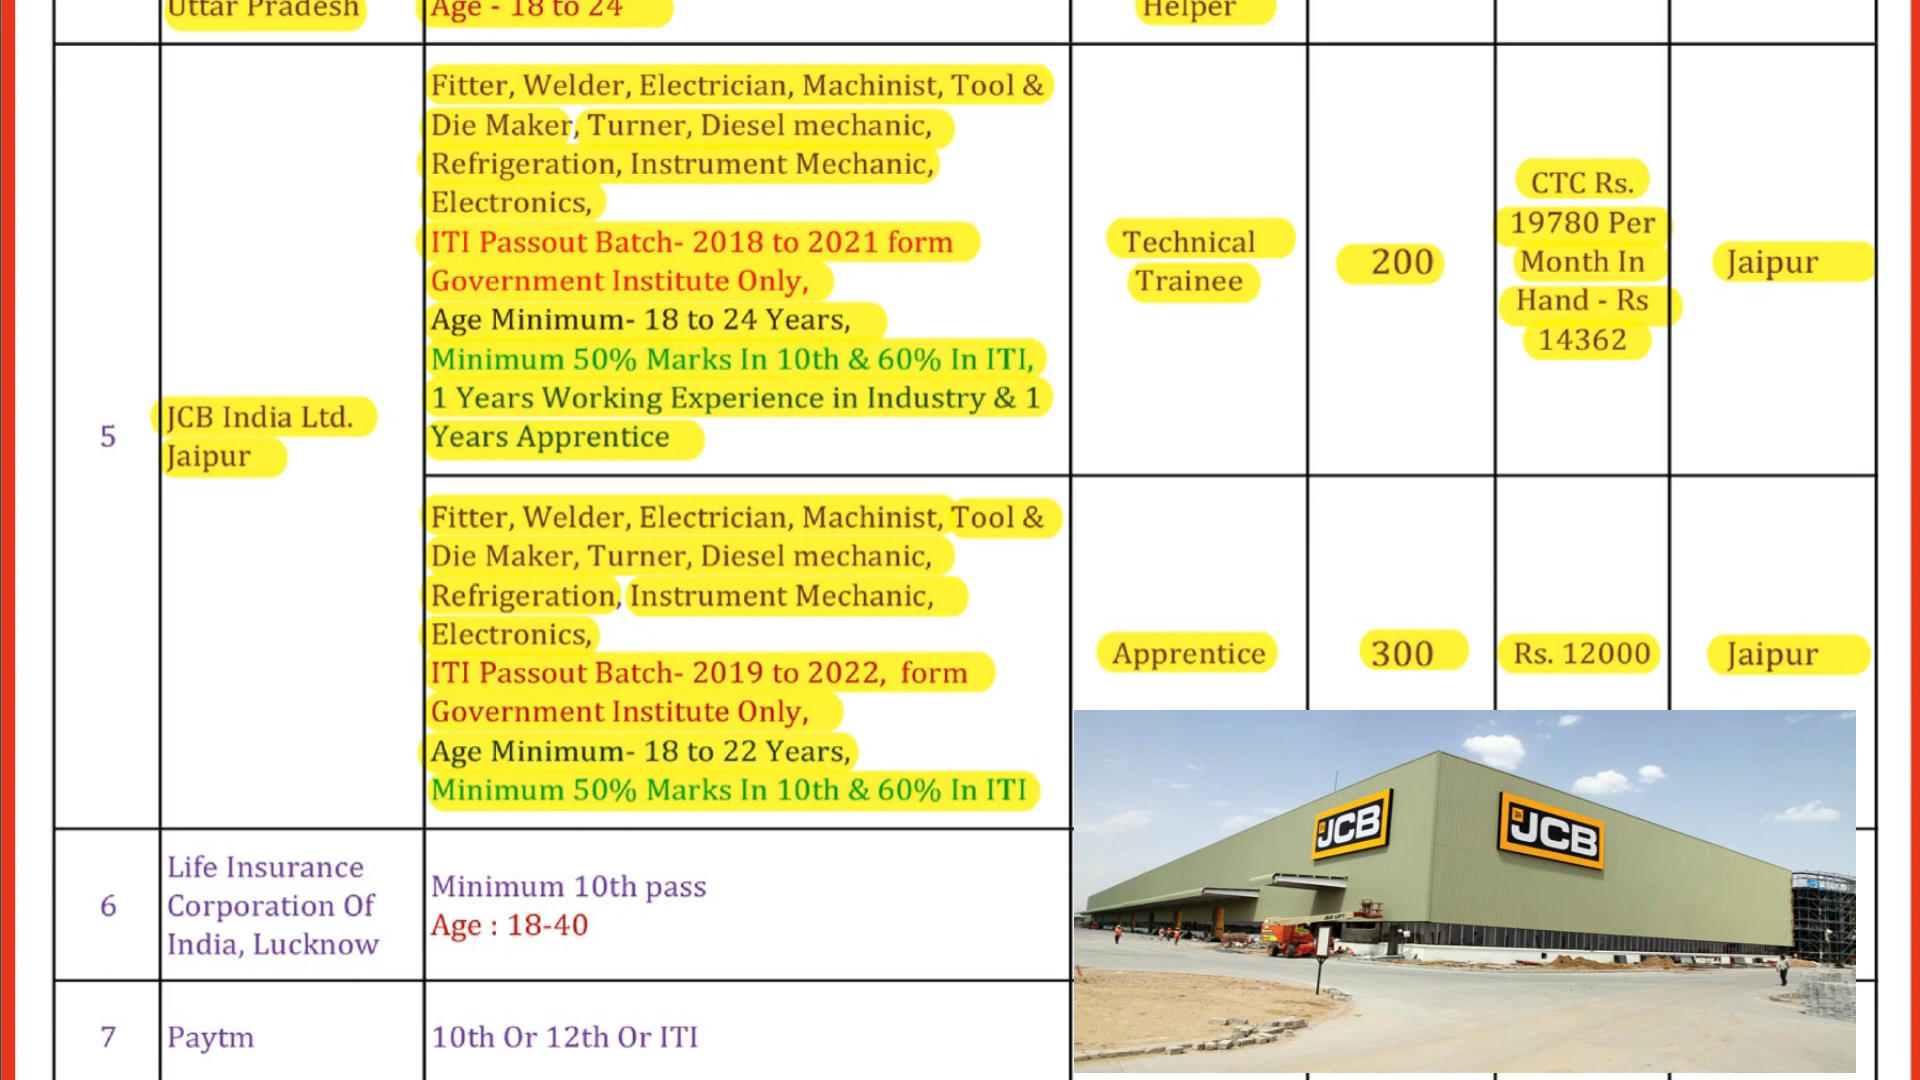 Uttar Pradesh
Age - 18 to 24
Helper
5
JCB India Ltd.
Jaipur
Fitter, Welder, Electrician, Machinist, Tool &
Die Maker, Turner, Diesel mechanic,
Refrigeration, Instrument Mechanic,
Electronics,
ITI Passout Batch- 2018 to 2021 form
Government Institute Only,
Age Minimum- 18 to 24 Years,
Minimum 50% Marks In 10th & 60% In ITI,
1 Years Working Experience in Industry & 1
Years Apprentice
Technical
Trainee
200
CTC Rs.
19780 Per
Month In
Hand - Rs
14362
Jaipur
Fitter, Welder, Electrician, Machinist, Tool &
Die Maker, Turner, Diesel mechanic,
Refrigeration, Instrument Mechanic,
Electronics,
ITI Passout Batch- 2019 to 2022, form
Government Institute Only,
Age Minimum- 18 to 22 Years,
Minimum 50% Marks In 10th & 60% In ITI
Apprentice
300
Rs. 12000
Jaipur
JCB
JCB
6
Life Insurance
Corporation Of
India, Lucknow
Minimum 10th pass
Age : 18-40
7
Paytm
10th Or 12th Or ITI